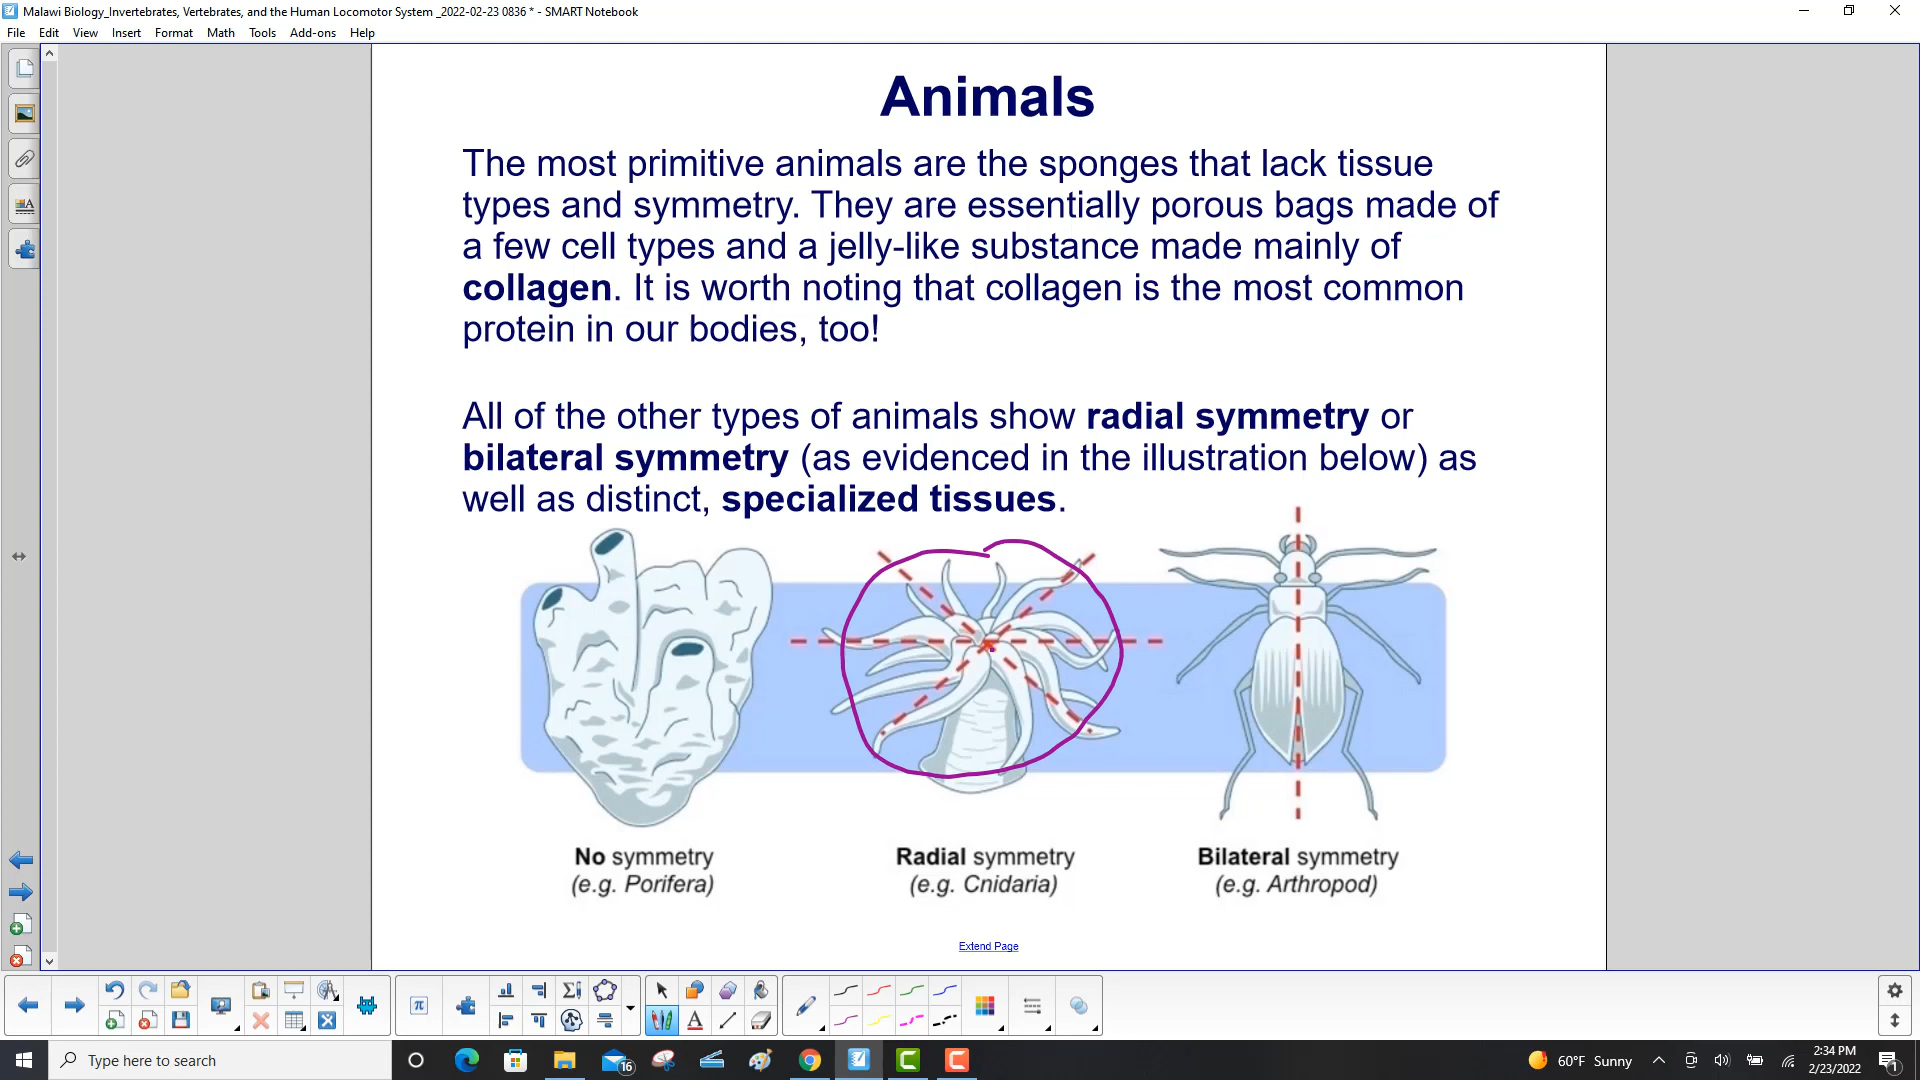 Malawi Biology_Invertebrates, Vertebrates, and the Human Locomotor System _2022-02-23 0836 * - SMART Notebook
File Edit View Insert Format Math Tools Add-ons Help
Animals
The most primitive animals are the sponges that lack tissue
types and symmetry. They are essentially porous bags made of
a few cell types and a jelly-like substance made mainly of
collagen. It is worth noting that collagen is the most common
protein in our bodies, too!
All of the other types of animals show radial symmetry or
bilateral symmetry (as evidenced in the illustration below) as
well as distinct, specialized tissues.
No symmetry
(e.g. Porifera)
Radial symmetry
(e.g. Cnidaria)
Bilateral symmetry
(e.g. Arthropod)
Extend Page
Type here to search
16
60°F Sunny
2:34 PM
2/23/2022
1